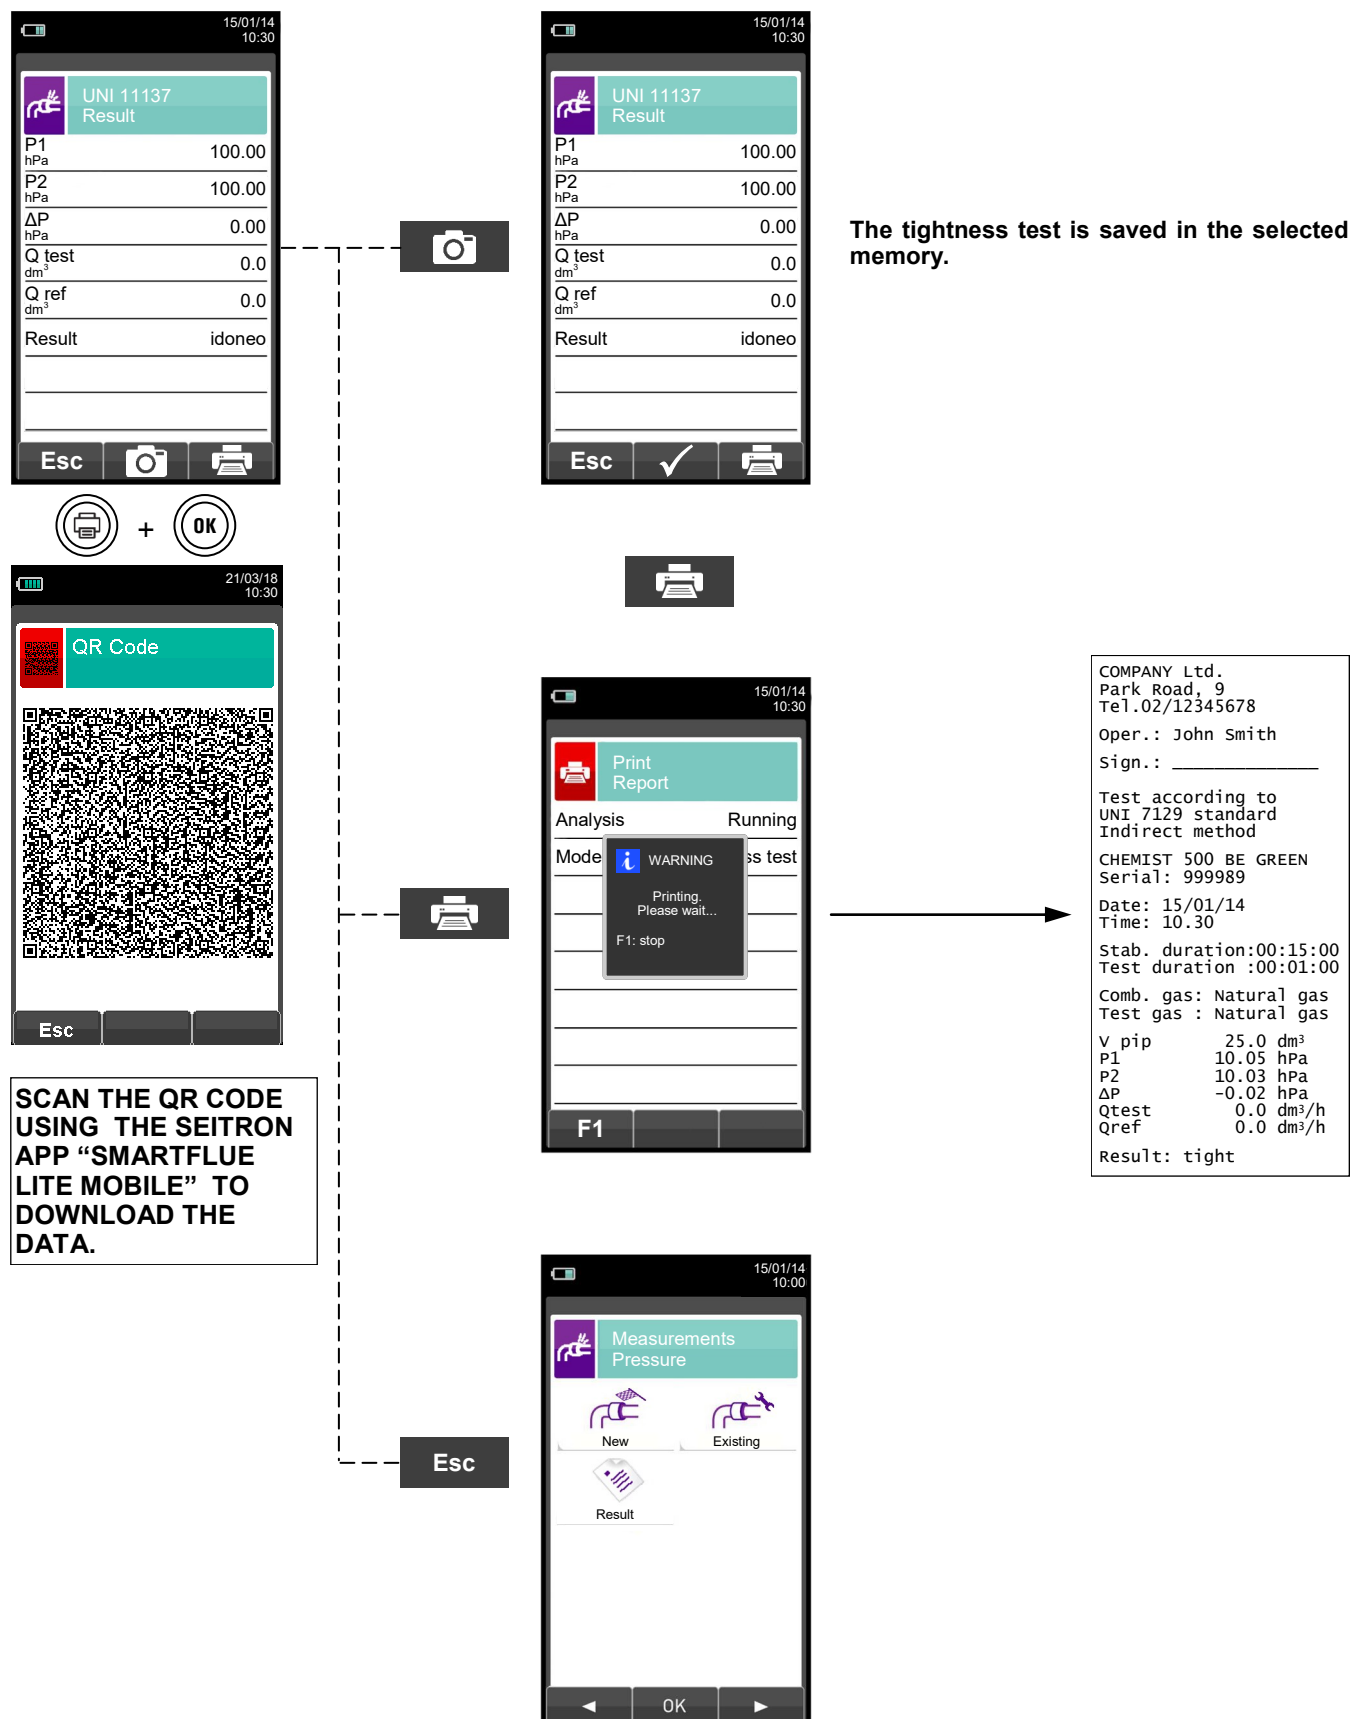 15/01/14
10:30
UNI 11137
Result
P1
hPa
100.00
P2
hPa
100.00
ΔP
hPa
0.00
Q test
dm³
0.0
Q ref
dm³
0.0
Result idoneo
Esc
+ OK
21/03/18
10:30
QR Code
Esc
SCAN THE QR CODE
USING THE SEITRON
APP “SMARTFLUE
LITE MOBILE” TO
DOWNLOAD THE
DATA.
15/01/14
10:30
UNI 11137
Result
P1
hPa
100.00
P2
hPa
100.00
ΔP
hPa
0.00
Q test
dm³
0.0
Q ref
dm³
0.0
Result idoneo
Esc
The tightness test is saved in the selected
memory.
15/01/14
10:30
Print
Report
Analysis Running
Mode ss test
i WARNING
Printing.
Please wait...
F1: stop
F1
COMPANY Ltd.
Park Road, 9
Tel.02/12345678
Oper.: John Smith
Sign.: ______________
Test according to
UNI 7129 standard
Indirect method
CHEMIST 500 BE GREEN
Serial: 999989
Date: 15/01/14
Time: 10.30
Stab. duration:00:15:00
Test duration :00:01:00
Comb. gas: Natural gas
Test gas : Natural gas
V pip 25.0 dm³
P1 10.05 hPa
P2 10.03 hPa
ΔP -0.02 hPa
Qtest 0.0 dm³/h
Qref 0.0 dm³/h
Result: tight
Esc
15/01/14
10:00
Measurements
Pressure
New Existing
Result
OK